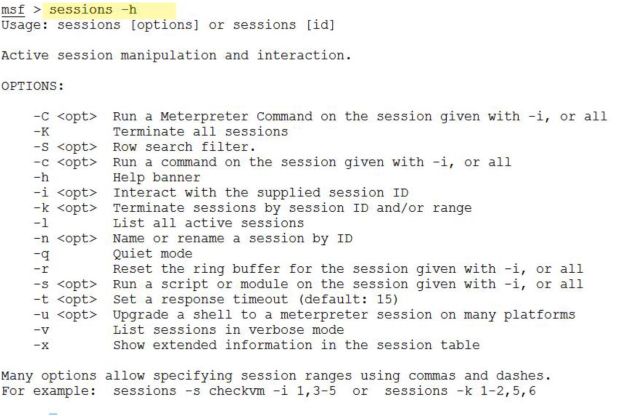 msf > sessions -h
Usage: sessions [options] or sessions [id]
Active session manipulation and interaction.
OPTIONS:
-C <opt> Run a Meterpreter Command on the session given with -i, or all
-K Terminate all sessions
-S <opt> Row search filter.
-c <opt> Run a command on the session given with -i, or all
-h Help banner
-i <opt> Interact with the supplied session ID
-k <opt> Terminate sessions by session ID and/or range
-l List all active sessions
-n <opt> Name or rename a session by ID
-q Quiet mode
-r Reset the ring buffer for the session given with -i, or all
-s <opt> Run a script or module on the session given with -i, or all
-t <opt> Set a response timeout (default: 15)
-u <opt> Upgrade a shell to a meterpreter session on many platforms
-v List sessions in verbose mode
-x Show extended information in the session table
Many options allow specifying session ranges using commas and dashes.
For example: sessions -s checkvm -i 1,3-5 or sessions -k 1-2,5,6